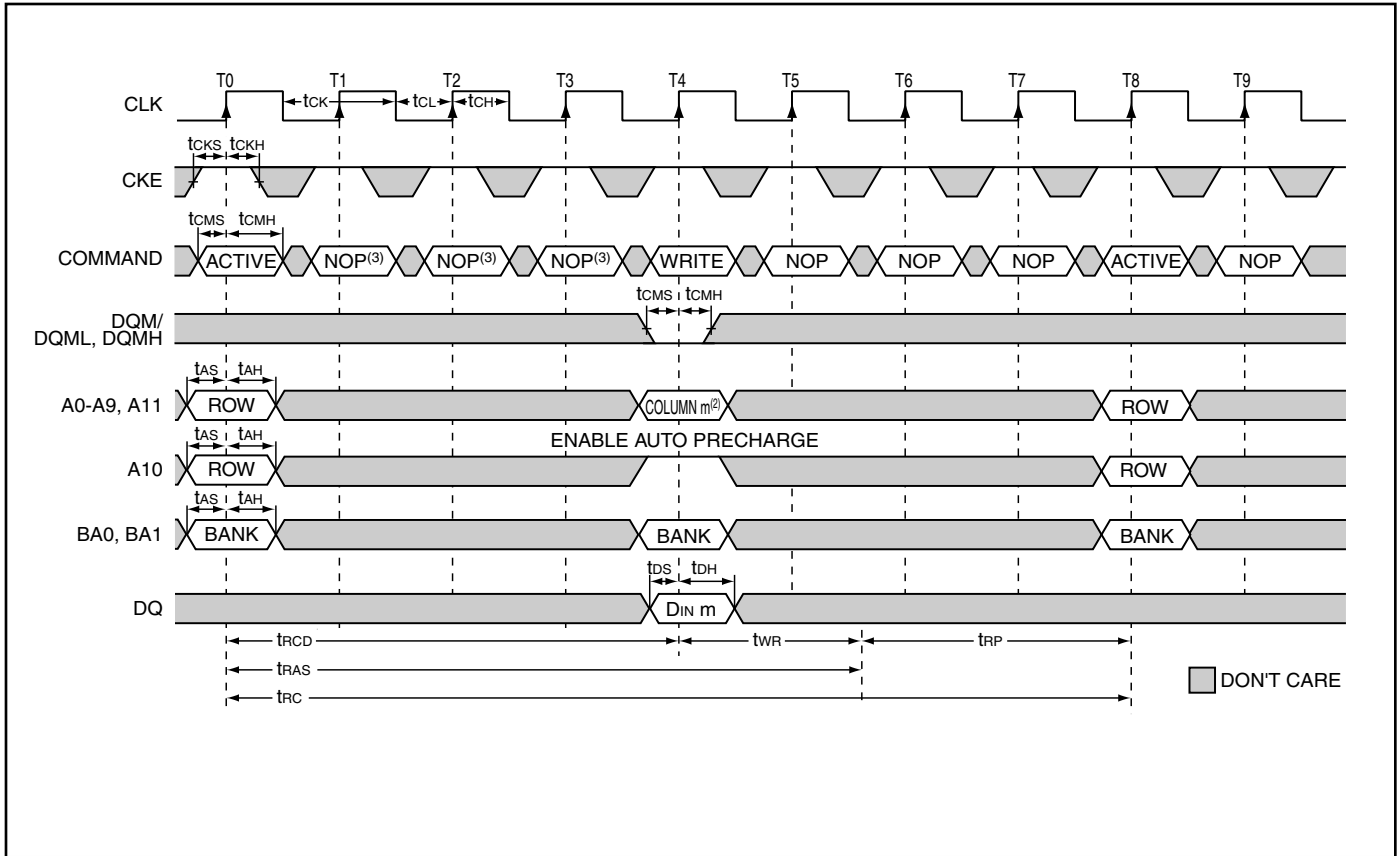 T0 T1 T2 T3 T4 T5 T6 T7 T8 T9
CLK tCK tCL tCH
tCKS tCKH
CKE
tCMS tCMH
COMMAND ACTIVE NOP(3) NOP(3) NOP(3) WRITE NOP NOP NOP ACTIVE NOP
tCMS tCMH
DQM/
DQML, DQMH
tAS tAH
A0-A9, A11 ROW COLUMN m(2) ROW
tAS tAH ENABLE AUTO PRECHARGE
A10 ROW ROW
tAS tAH
BA0, BA1 BANK BANK BANK
tDS tDH
DQ DIN m
tRCD tWR tRP
tRAS
DON'T CARE
tRC